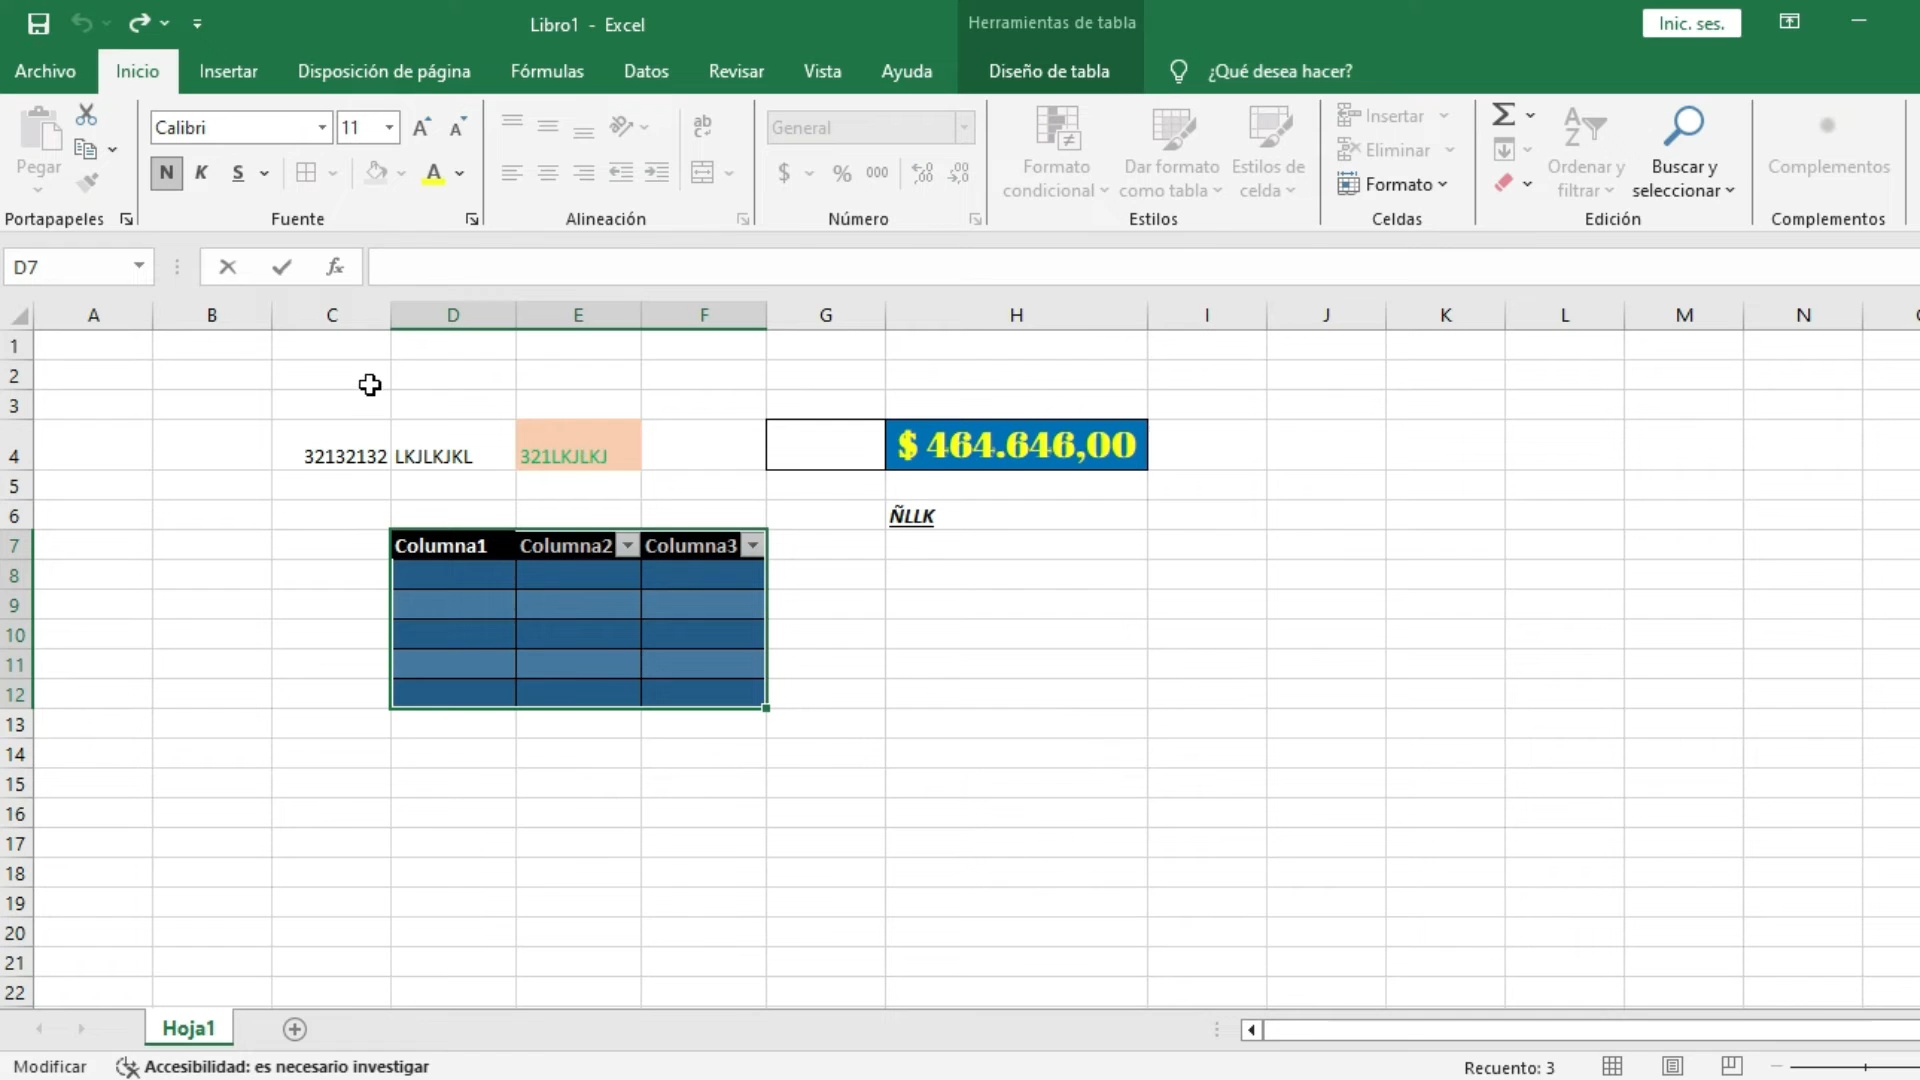 Libro1 - Excel
Herramientas de tabla
Inic. ses.
Archivo
Inicio
Insertar
Disposición de página
Fórmulas
Datos
Revisar
Vista
Ayuda
Diseño de tabla
¿Qué desea hacer?
Pegar
Portapapeles
Calibri
11
N K S
Fuente
ab
Alineación
General
$ % 000
Número
Formato
condicional
Dar formato
como tabla
Estilos de
celda
Estilos
Insertar
Eliminar
Formato
Celdas
Ordenar y
filtrar
Buscar y
seleccionar
Edición
Complementos
Complementos
D7
fx
A B C D E F G H I J K L M N
1
2
3
4 32132132 LKJLKJKL 321LKJLKJ $ 464.646,00
5
6 ÑLLK
7 Columna1 Columna2 Columna3
8
9
10
11
12
13
14
15
16
17
18
19
20
21
22
Hoja1
Modificar
Accesibilidad: es necesario investigar
Recuento: 3